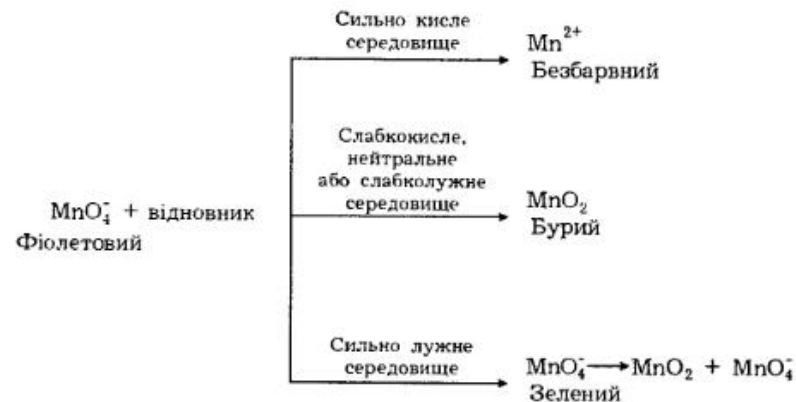 Сильно кисле
середовище
Mn²⁺
Безбарвний
Слабкокисле,
нейтральне
або слабколужне
середовище
MnO₄⁻ + відновник
Фіолетовий
MnO₂
Бурий
Сильно лужне
середовище
MnO₄⁻ → MnO₂ + MnO₄⁻
Зелений